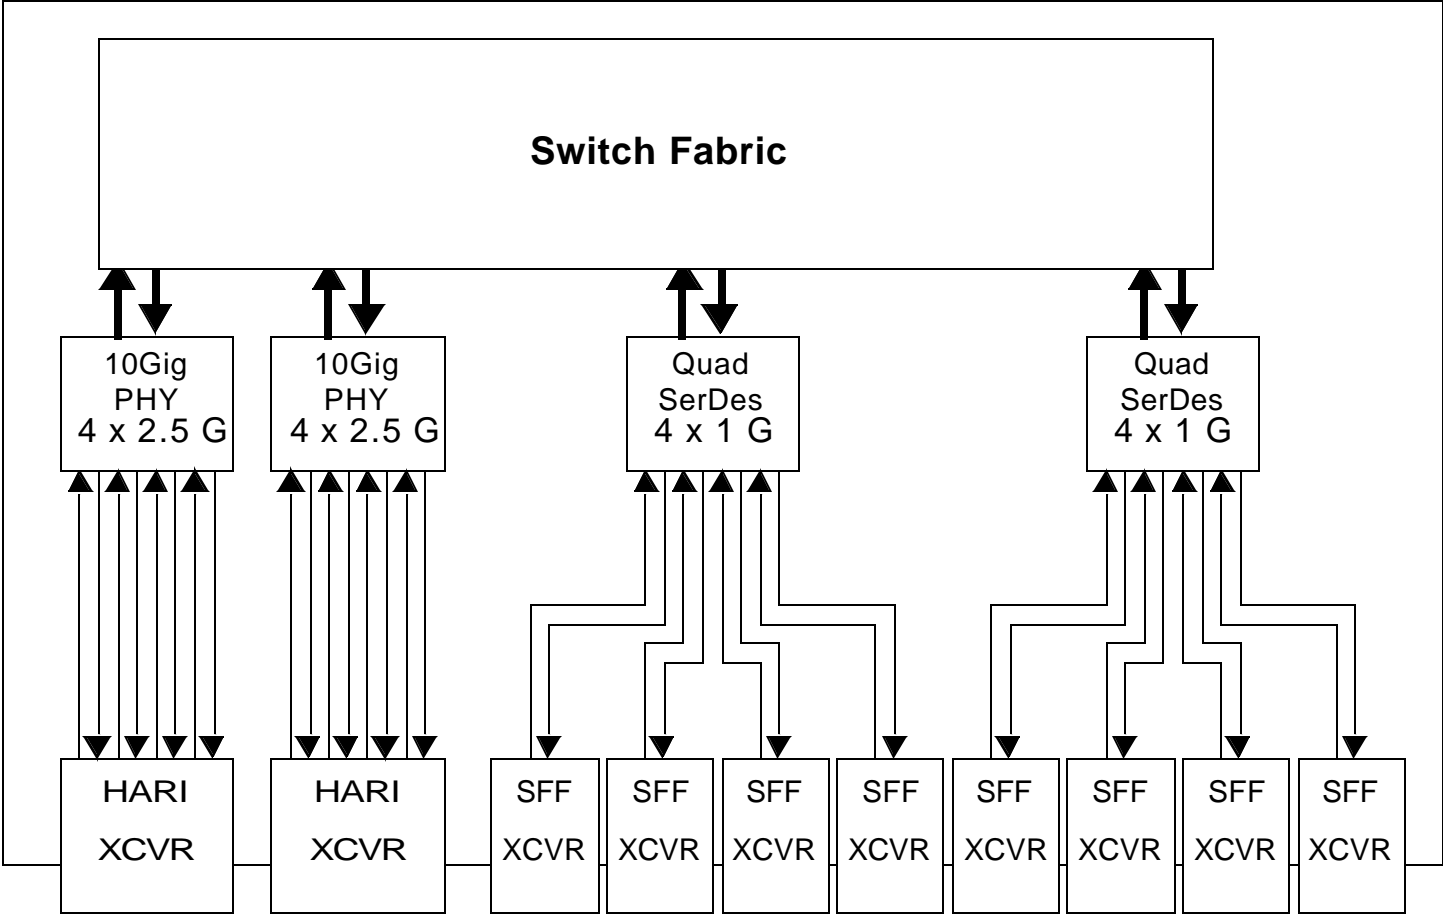 Switch Fabric
10Gig
PHY
4 x 2.5 G
10Gig
PHY
4 x 2.5 G
Quad
SerDes
4 x 1 G
Quad
SerDes
4 x 1 G
HARI
XCVR
HARI
XCVR
SFF
XCVR
SFF
XCVR
SFF
XCVR
SFF
XCVR
SFF
XCVR
SFF
XCVR
SFF
XCVR
SFF
XCVR